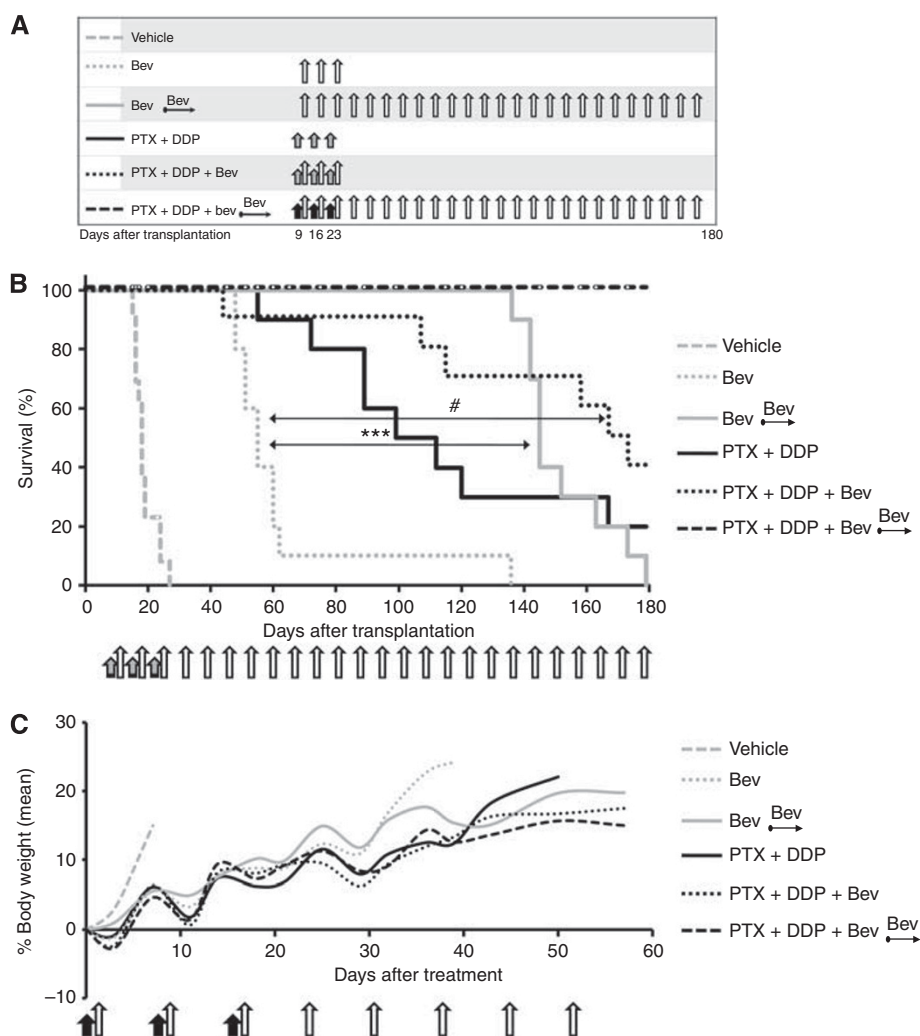 A
Vehicle
Bev
Bev Bev
PTX + DDP
PTX + DDP + Bev
PTX + DDP + bev Bev
Days after transplantation 9 16 23 180
B
Survival (%)
100
80
60
40
20
0
#
***
0 20 40 60 80 100 120 140 160 180
Days after transplantation
Vehicle
Bev
Bev Bev
PTX + DDP
PTX + DDP + Bev
PTX + DDP + Bev Bev
C
% Body weight (mean)
30
20
10
0
–10
10 20 30 40 50 60
Days after treatment
Vehicle
Bev
Bev Bev
PTX + DDP
PTX + DDP + Bev
PTX + DDP + Bev Bev